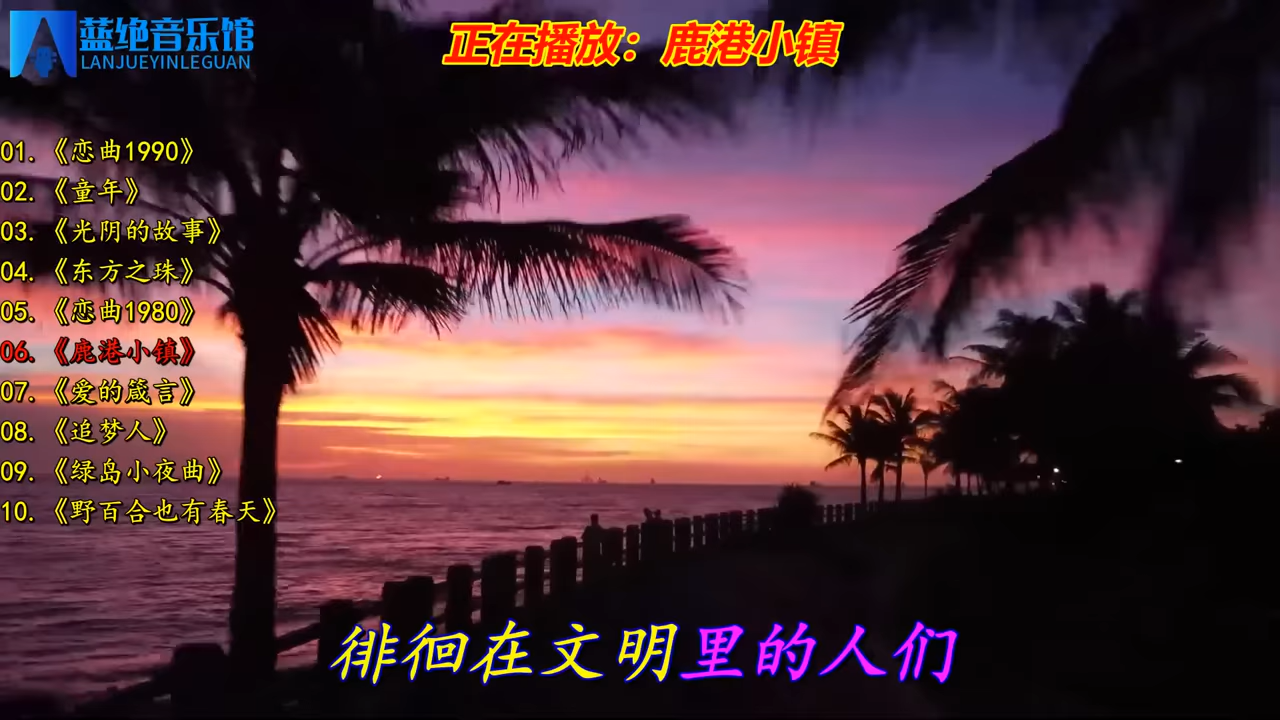 蓝绝音乐馆
LANJUEYINLEGUAN
正在播放：鹿港小镇
01.《恋曲1990》
02.《童年》
03.《光阴的故事》
04.《东方之珠》
05.《恋曲1980》
06.《鹿港小镇》
07.《爱的箴言》
08.《追梦人》
09.《绿岛小夜曲》
10.《野百合也有春天》
徘徊在文明里的人们